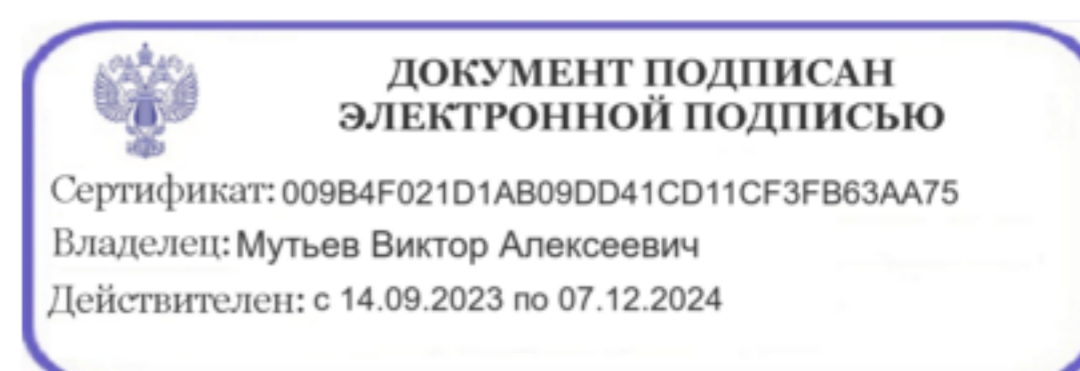 ДОКУМЕНТ ПОДПИСАН
ЭЛЕКТРОННОЙ ПОДПИСЬЮ
Сертификат: 009B4F021D1AB09DD41CD11CF3FB63AA75
Владелец: Мутьев Виктор Алексеевич
Действителен: с 14.09.2023 по 07.12.2024